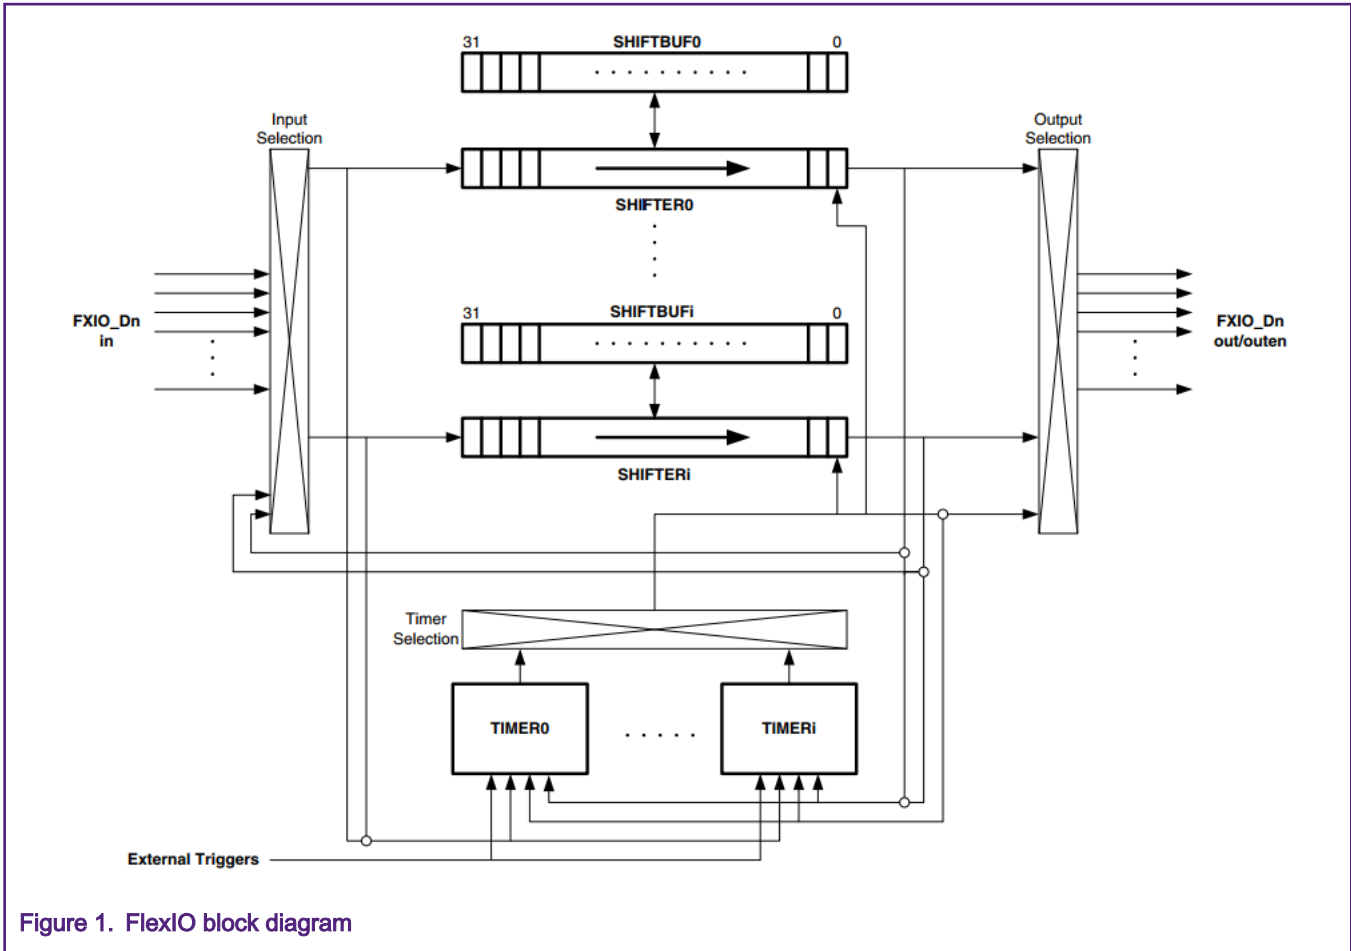 31
SHIFTBUF0
0
Input
Selection
Output
Selection
SHIFTER0
31
SHIFTBUFi
0
FXIO_Dn
in
FXIO_Dn
out/outen
SHIFTERi
Timer
Selection
TIMER0
TIMERi
External Triggers
Figure 1. FlexIO block diagram